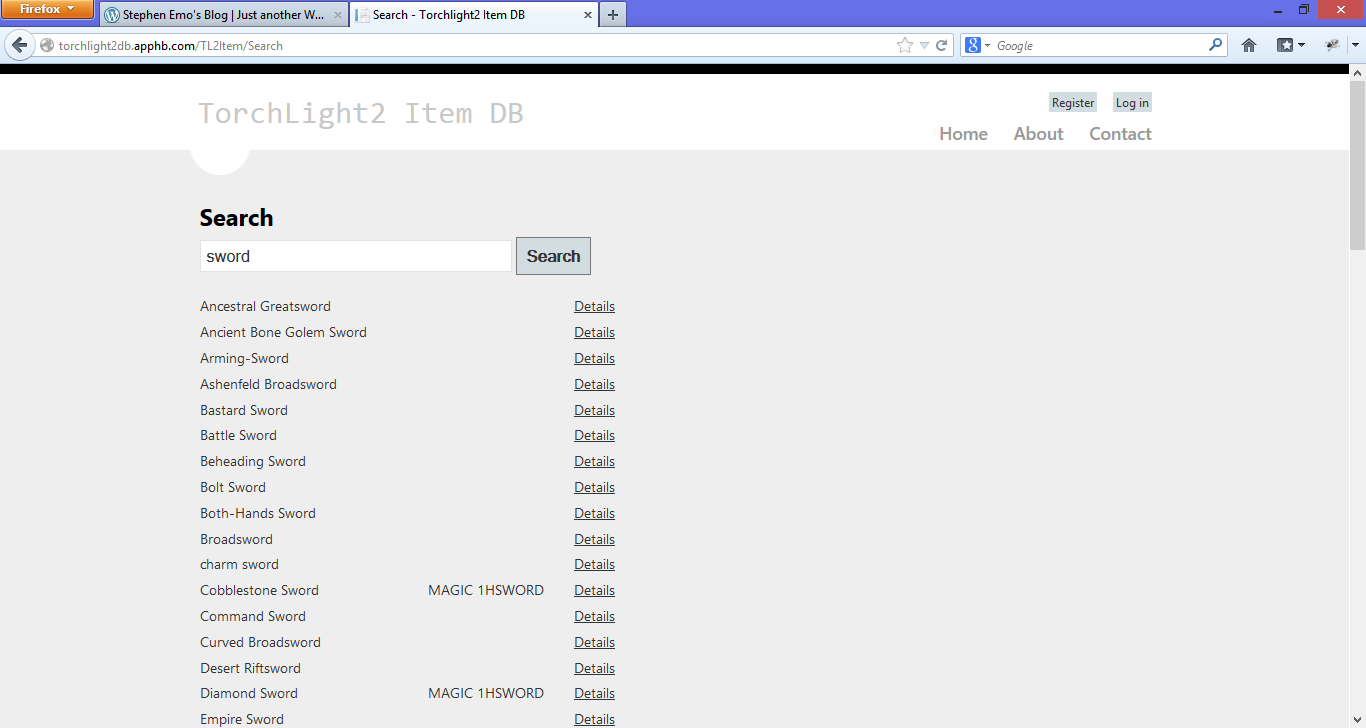 Firefox
Stephen Emo's Blog | Just another W...
Search - Torchlight2 Item DB
torchlight2db.apphb.com/TL2Item/Search
8 Google
TorchLight2 Item DB
Register Log in
Home About Contact
Search
sword Search
Ancestral Greatsword Details
Ancient Bone Golem Sword Details
Arming-Sword Details
Ashenfeld Broadsword Details
Bastard Sword Details
Battle Sword Details
Beheading Sword Details
Bolt Sword Details
Both-Hands Sword Details
Broadsword Details
charm sword Details
Cobblestone Sword MAGIC 1HSWORD Details
Command Sword Details
Curved Broadsword Details
Desert Riftsword Details
Diamond Sword MAGIC 1HSWORD Details
Empire Sword Details